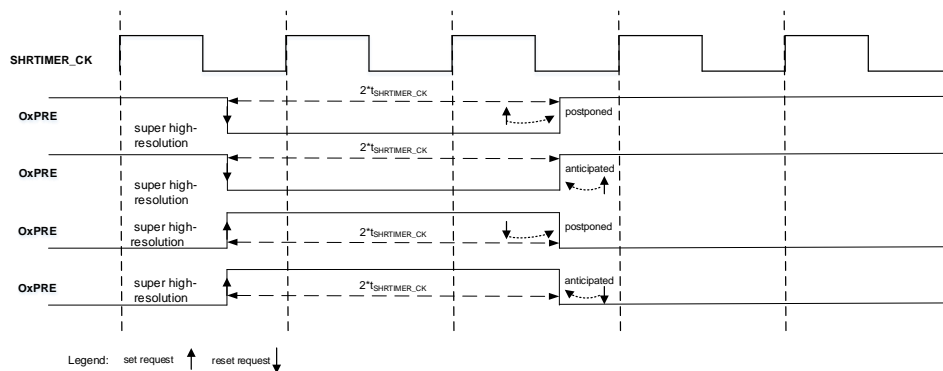 SHRTIMER_CK
2*tSHRTIMER_CK
OxPRE
super high-
resolution
postponed
2*tSHRTIMER_CK
OxPRE
super high-
resolution
anticipated
OxPRE
super high-
resolution
2*tSHRTIMER_CK
postponed
OxPRE
super high-
resolution
2*tSHRTIMER_CK
anticipated
Legend: set request reset request